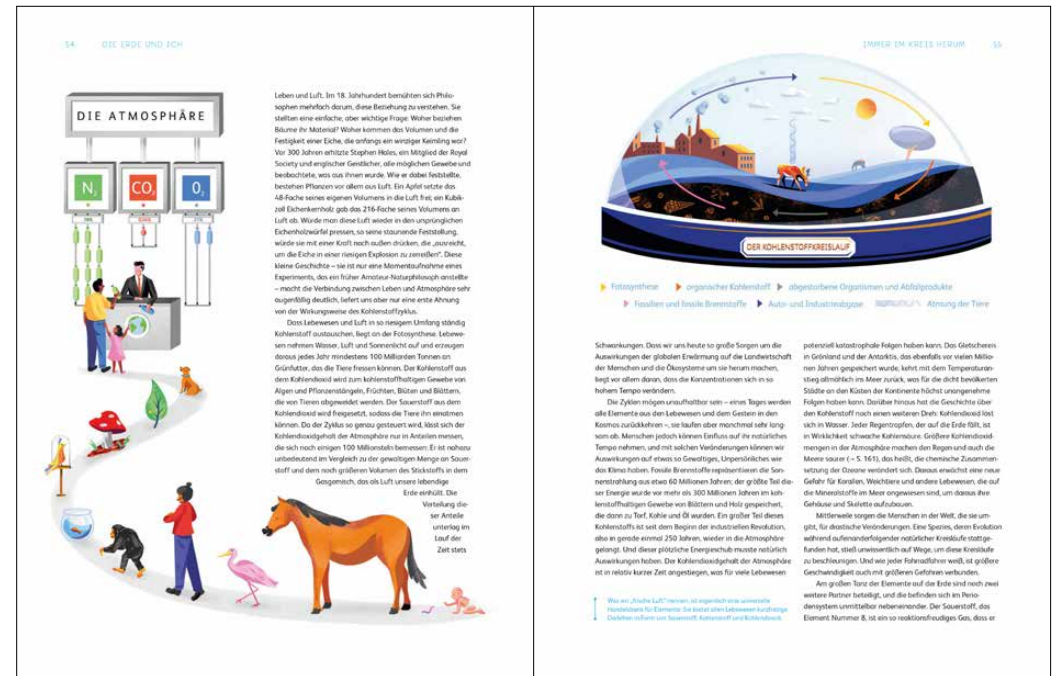 54 DIE ERDE UND ICH
DIE ATMOSPHÄRE
N₂
CO₂
O₂
Leben und Luft. Im 18. Jahrhundert bemühten sich Philo-
sophen mehrfach darum, diese Beziehung zu verstehen. Sie
stellten eine einfache, aber wichtige Frage: Woher beziehen
Bäume ihr Material? Woher kommen das Volumen und die
Festigkeit einer Eiche, die anfangs ein winziger Keimling war?
Vor 300 Jahren erhitzte Stephen Hales, ein Mitglied der Royal
Society und englischer Geistlicher, alle möglichen Gewebe und
beobachtete, was aus ihnen wurde. Wie er dabei feststellte,
bestehen Pflanzen vor allem aus Luft. Ein Apfel setzte das
48-Fache seines eigenen Volumens in die Luft frei; ein Kubik-
zoll Eichenkernholz gab das 216-Fache seines Volumens an
Luft ab. Würde man diese Luft wieder in den ursprünglichen
Eichenholzwürfel pressen, so seine staunende Feststellung,
würde sie mit einer Kraft nach außen drücken, die „ausreicht,
um die Eiche in einer riesigen Explosion zu zerreißen“. Diese
kleine Geschichte – sie ist nur eine Momentaufnahme eines
Experiments, das ein früher Amateur-Naturphilosoph anstellte
– macht die Verbindung zwischen Leben und Atmosphäre sehr
augenfällig deutlich, liefert uns aber nur eine erste Ahnung
von der Wirkungsweise des Kohlenstoffzyklus.
Dass Lebewesen und Luft in so riesigem Umfang ständig
Kohlenstoff austauschen, liegt an der Fotosynthese. Lebewe-
sen nehmen Wasser, Luft und Sonnenlicht auf und erzeugen
daraus jedes Jahr mindestens 100 Milliarden Tonnen an
Grünfutter, das die Tiere fressen können. Der Kohlenstoff aus
dem Kohlendioxid wird zum kohlenstoffhaltigen Gewebe von
Algen und Pflanzenstängeln, Früchten, Blüten und Blättern,
die von Tieren abgeweidet werden. Der Sauerstoff aus dem
Kohlendioxid wird freigesetzt, sodass die Tiere ihn einatmen
können. Da der Zyklus so genau gesteuert wird, lässt sich der
Kohlendioxidgehalt der Atmosphäre nur in Anteilen messen,
die sich nach einigen 100 Millionsteln bemessen: Er ist nahezu
unbedeutend im Vergleich zu der gewaltigen Menge an Sauer-
stoff und dem noch größeren Volumen des Stickstoffs in dem
Gasgemisch, das als Luft unsere lebendige
Erde einhüllt. Die
Verteilung die-
ser Anteile
unterlag im
Lauf der
Zeit stets
IMMER IM KREIS HERUM
DER KOHLENSTOFFKREISLAUF
Fotosynthese organischer Kohlenstoff abgestorbene Organismen und Abfallprodukte
Fossilien und fossile Brennstoffe Auto- und Industrieabgase Atmung der Tiere
Schwankungen. Dass wir uns heute so große Sorgen um die
Auswirkungen der globalen Erwärmung auf die Landwirtschaft
der Menschen und die Ökosysteme um sie herum machen,
liegt vor allem daran, dass die Konzentrationen sich in so
hohem Tempo verändern.
Die Zyklen mögen unaufhaltbar sein – eines Tages werden
alle Elemente aus den Lebewesen und dem Gestein in den
Kosmos zurückkehren –, sie laufen aber manchmal sehr lang-
sam ab. Menschen jedoch können Einfluss auf ihr natürliches
Tempo nehmen, und mit solchen Veränderungen können wir
Auswirkungen auf etwas so Gewaltiges, Unpersönliches wie
das Klima haben. Fossile Brennstoffe repräsentieren die Son-
nenstrahlung aus etwa 60 Millionen Jahren; der größte Teil die-
ser Energie wurde vor mehr als 300 Millionen Jahren im koh-
lenstoffhaltigen Gewebe von Blättern und Holz gespeichert,
die dann zu Torf, Kohle und Öl wurden. Ein großer Teil dieses
Kohlenstoffs ist seit dem Beginn der industriellen Revolution,
also in gerade einmal 250 Jahren, wieder in die Atmosphäre
gelangt. Und dieser plötzliche Energieschub musste natürlich
Auswirkungen haben. Der Kohlendioxidgehalt der Atmosphäre
ist in relativ kurzer Zeit angestiegen, was für viele Lebewesen
Was wir „frische Luft“ nennen, ist eigentlich eine universelle
Handelsbank für Elemente: Sie bietet allen Lebewesen kurzfristige
Darlehen in Form von Sauerstoff, Kohlenstoff und Kohlendioxid.
potenziell katastrophale Folgen haben kann. Das Gletschereis
in Grönland und der Antarktis, das ebenfalls vor vielen Millio-
nen Jahren gespeichert wurde, kehrt mit dem Temperaturan-
stieg allmählich ins Meer zurück, was für die dicht bevölkerten
Städte an den Küsten der Kontinente höchst unangenehme
Folgen haben kann. Darüber hinaus hat die Geschichte über
den Kohlenstoff noch einen weiteren Dreh: Kohlendioxid löst
sich in Wasser. Jeder Regentropfen, der auf die Erde fällt, ist
in Wirklichkeit schwache Kohlensäure. Größere Kohlendioxid-
mengen in der Atmosphäre machen den Regen und auch die
Meere saurer (– S. 161), das heißt, die chemische Zusammen-
setzung der Ozeane verändert sich. Daraus erwächst eine neue
Gefahr für Korallen, Weichtiere und andere Lebewesen, die auf
die Mineralstoffe im Meer angewiesen sind, um daraus ihre
Gehäuse und Skelette aufzubauen.
Mittlerweile sorgen die Menschen in der Welt, die sie um-
gibt, für drastische Veränderungen. Eine Spezies, deren Evolution
während aufeinanderfolgender natürlicher Kreisläufe stattge-
funden hat, stieß unwissentlich auf Wege, um diese Kreisläufe
zu beschleunigen. Und wie jeder Fahrradfahrer weiß, ist größere
Geschwindigkeit auch mit größeren Gefahren verbunden.
Am großen Tanz der Elemente auf der Erde sind noch zwei
weitere Partner beteiligt, und die befinden sich im Perio-
densystem unmittelbar nebeneinander. Der Sauerstoff, das
Element Nummer 8, ist ein so reaktionsfreudiges Gas, dass er